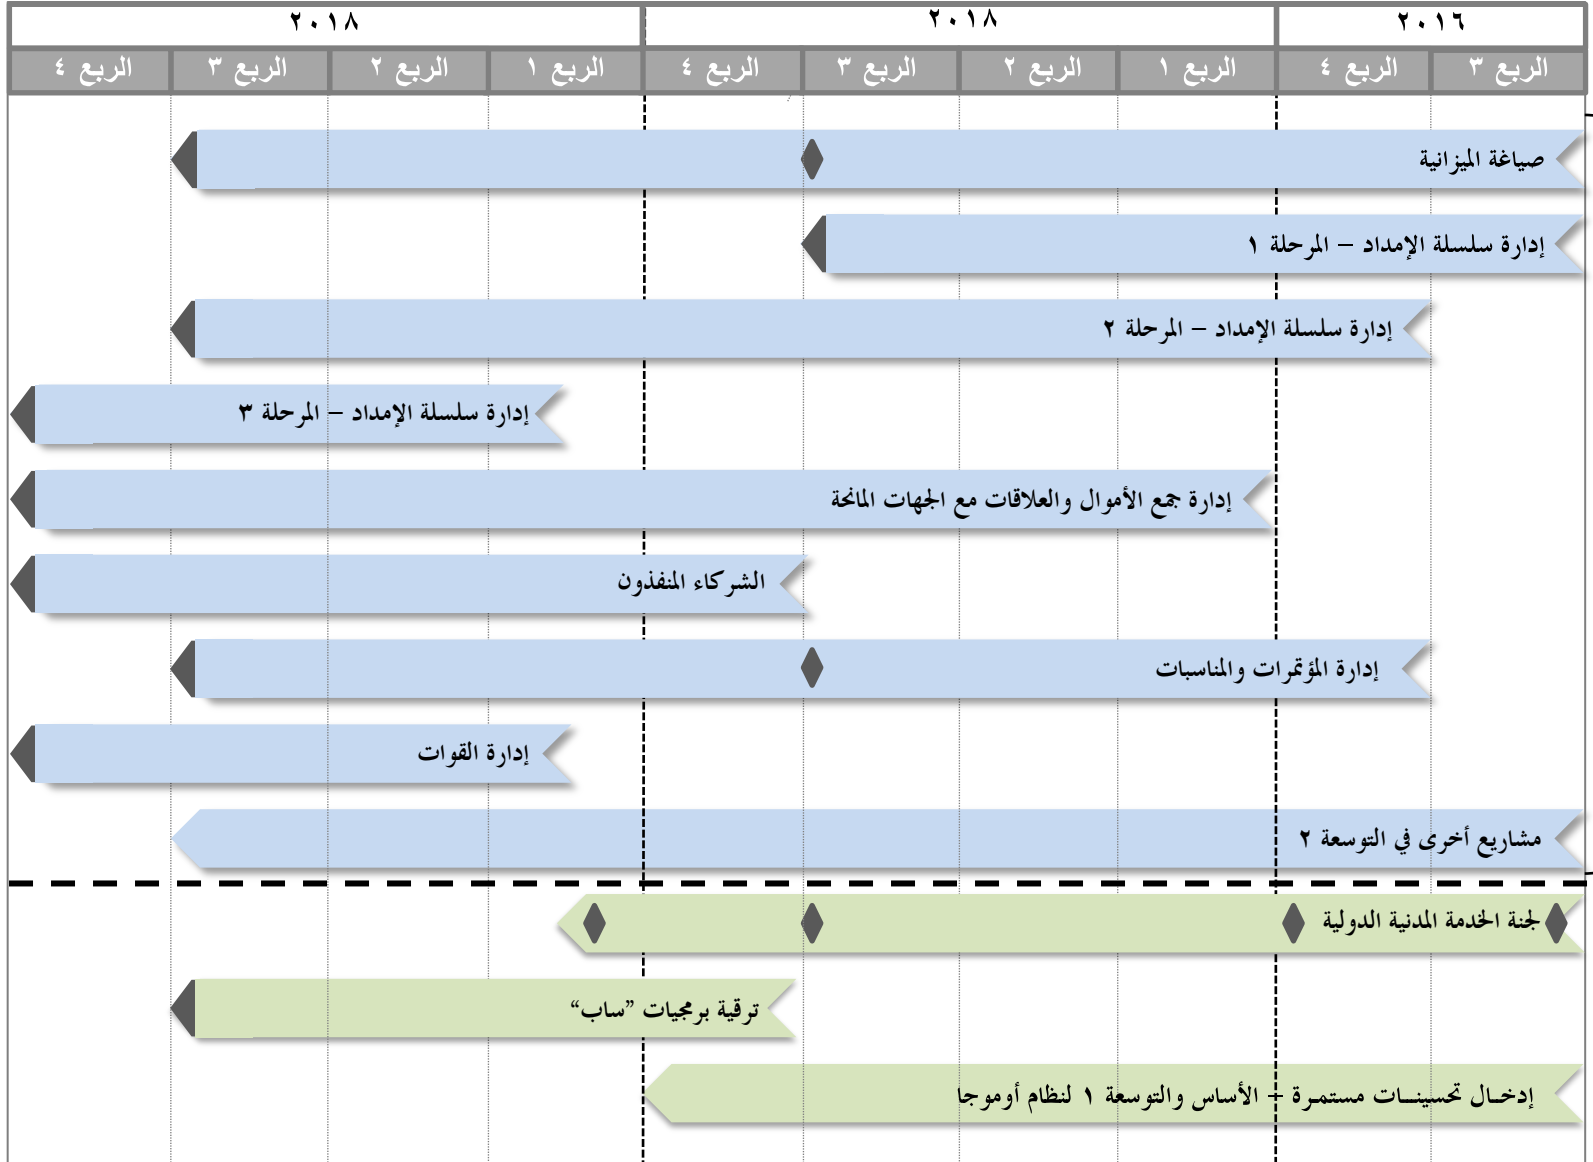 ٢٠١٦ ٢٠١٨ ٢٠١٨
الربع ٣ الربع ٤ الربع ١ الربع ٢ الربع ٣ الربع ٤ الربع ١ الربع ٢ الربع ٣ الربع ٤
صياغة الميزانية
إدارة سلسلة الإمداد – المرحلة ١
إدارة سلسلة الإمداد – المرحلة ٢
إدارة سلسلة الإمداد – المرحلة ٣
إدارة جمع الأموال والعلاقات مع الجهات المانحة
الشركاء المنفذون
إدارة المؤتمرات والمناسبات
إدارة القوات
مشاريع أخرى في التوسعة ٢
لجنة الخدمة المدنية الدولية
ترقية برمجيات ”ساب“
إدخــال تحسينــات مستمـرة – الأساس والتوسعة ١ لنظام أوموجا